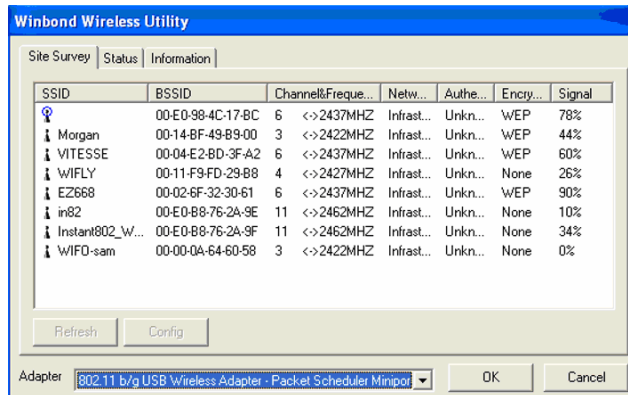 Winbond Wireless Utility
Site Survey Status Information
SSID BSSID Channel&Freque... Netw... Authe... Encry... Signal
00-E0-98-4C-17-BC 6 <->2437MHZ Infrast... Unkn... WEP 78%
Morgan 00-14-BF-49-B9-00 3 <->2422MHZ Infrast... Unkn... WEP 44%
VITESSE 00-04-E2-BD-3F-A2 6 <->2437MHZ Infrast... Unkn... WEP 60%
WIFLY 00-11-F9-FD-29-B8 4 <->2427MHZ Infrast... Unkn... None 26%
EZ668 00-02-6F-32-30-61 6 <->2437MHZ Infrast... Unkn... WEP 90%
in82 00-E0-B8-76-2A-9E 11 <->2462MHZ Infrast... Unkn... None 10%
Instant802_W... 00-E0-B8-76-2A-9F 11 <->2462MHZ Infrast... Unkn... None 34%
WIFO-sam 00-00-0A-64-60-58 3 <->2422MHZ Infrast... Unkn... None 0%
Refresh Config
Adapter 802.11 b/g USB Wireless Adapter - Packet Scheduler Minipor OK Cancel